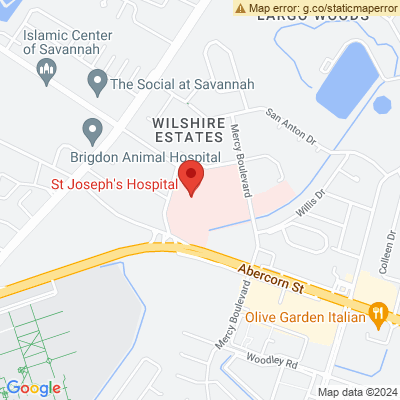 Map error: g.co/staticmaperror
LARGO WOODS
Islamic Center
of Savannah
The Social at Savannah
San Anton Dr
WILSHIRE
ESTATES
Mercy Boulevard
Brigdon Animal Hospital
St Joseph's Hospital
Willis Dr
Colleen Dr
Abercorn St
Mercy Boulevard
Olive Garden Italian
Woodley Rd
Google
Map data ©2024